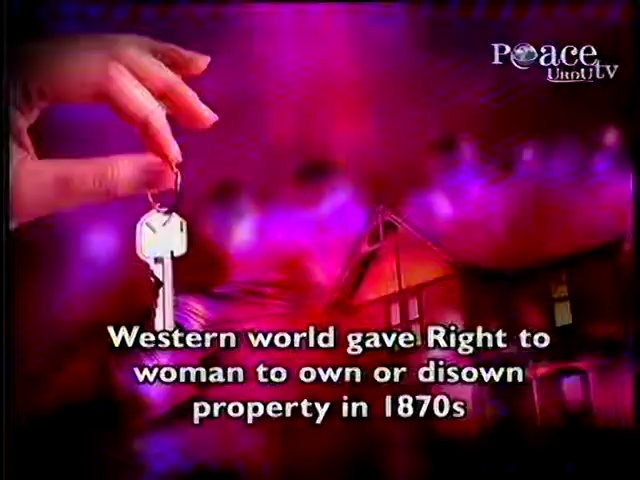 Peace
URDU tv
Western world gave Right to
woman to own or disown
property in 1870s